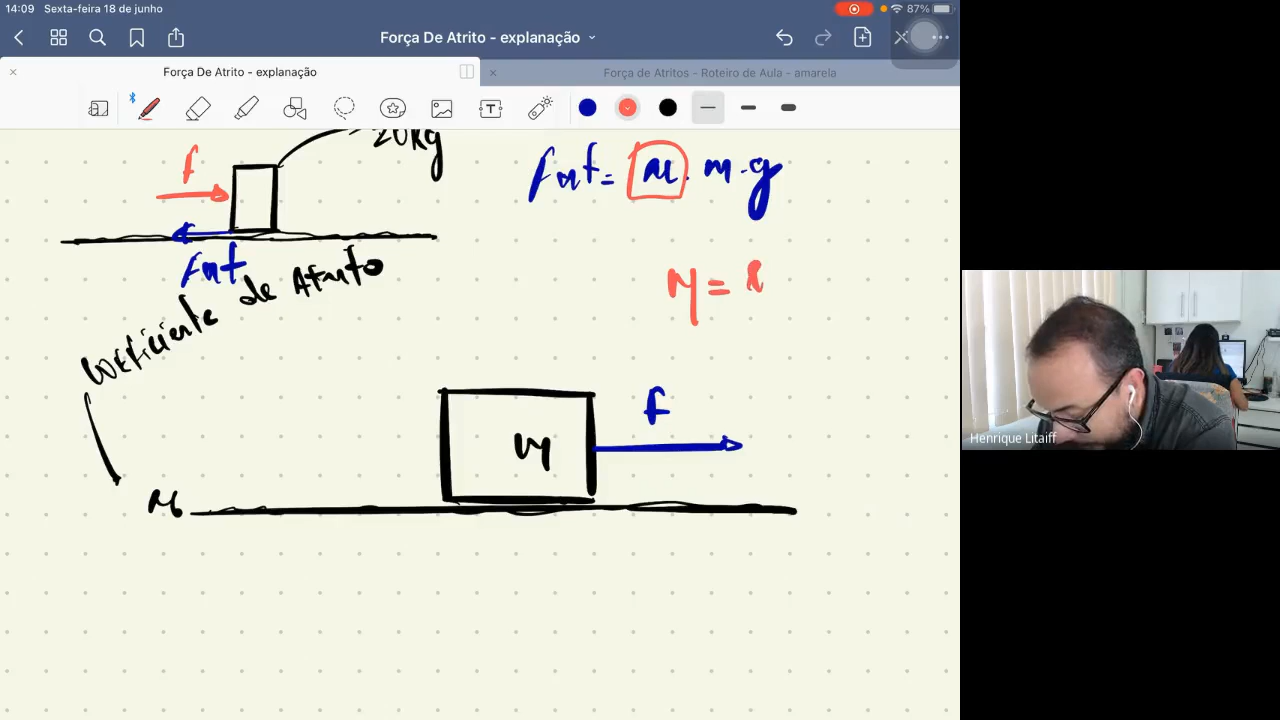 14:09 Sexta-feira 18 de junho
87%
Força De Atrito - explanação
Força De Atrito - explanação
Força de Atritos - Roteiro de Aula - amarela
20kg
f
fat = μ . m . g
fat
Coeficiente de Atrito
μ =
f
m
μ
Henrique Litaiff